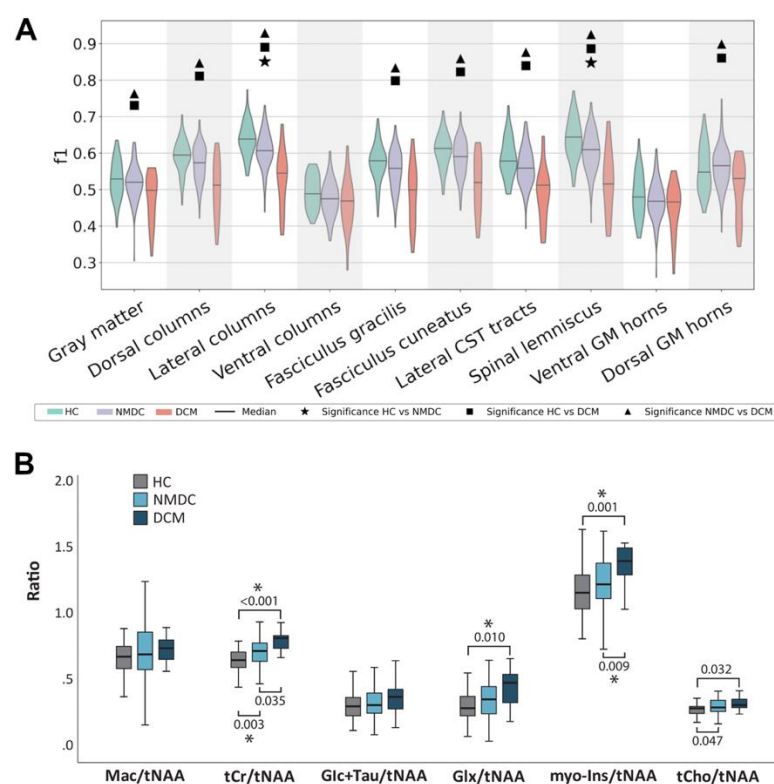 A
f1
0.9
0.8
0.7
0.6
0.5
0.4
0.3
Gray matter
Dorsal columns
Lateral columns
Ventral columns
Fasciculus gracilis
Fasciculus cuneatus
Lateral CST tracts
Spinal lemniscus
Ventral GM horns
Dorsal GM horns
HC NMDC DCM Median ★ Significance HC vs NMDC ■ Significance HC vs DCM ▲ Significance NMDC vs DCM
B
HC
NMDC
DCM
Ratio
2.0
1.5
1.0
.5
.0
*
<0.001
0.035
0.003
*
*
0.010
*
0.001
0.009
*
0.032
0.047
Mac/tNAA tCr/tNAA Glc+Tau/tNAA Glx/tNAA myo-Ins/tNAA tCho/tNAA